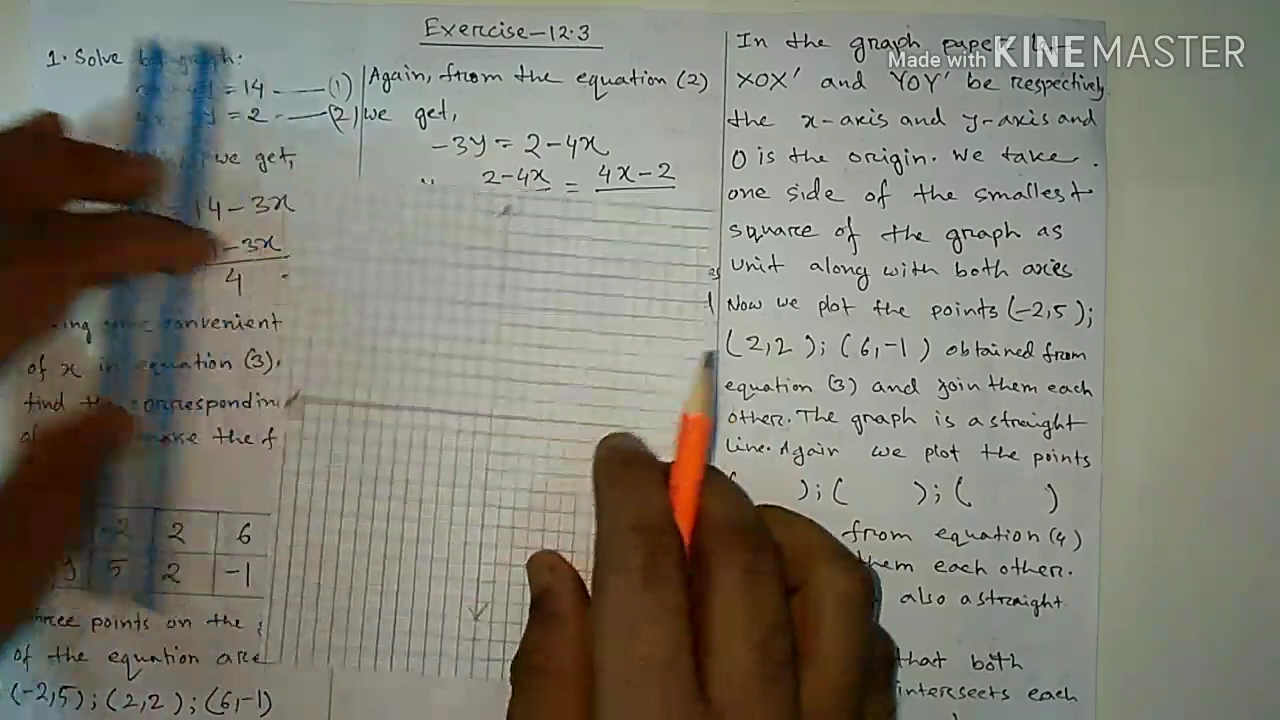 Exercise-12.3
1. Solve by graph:
= 14 —— (1)
y = 2 —— (2)
we get,
14-3x
-3x
4
convenient
of x in equation (3),
find the correspondin
make the f
-2 2 6
y 5 2 -1
three points on the
of the equation are
(-2,5); (2,2); (6,-1)
Again, from the equation (2)
we get,
-3y = 2-4x
2-4x = 4x-2
In the graph paper
XOX' and YOY' be respectively
the x-axis and y-axis and
O is the origin. We take
one side of the smallest
square of the graph as
unit along with both axies
Now we plot the points (-2,5);
(2,2); (6,-1) obtained from
equation (3) and join them each
other. The graph is a straight
line. Again we plot the points
( ); ( ); ( )
from equation (4)
them each other.
also a straight
that both
intersects each
Made with KINEMASTER